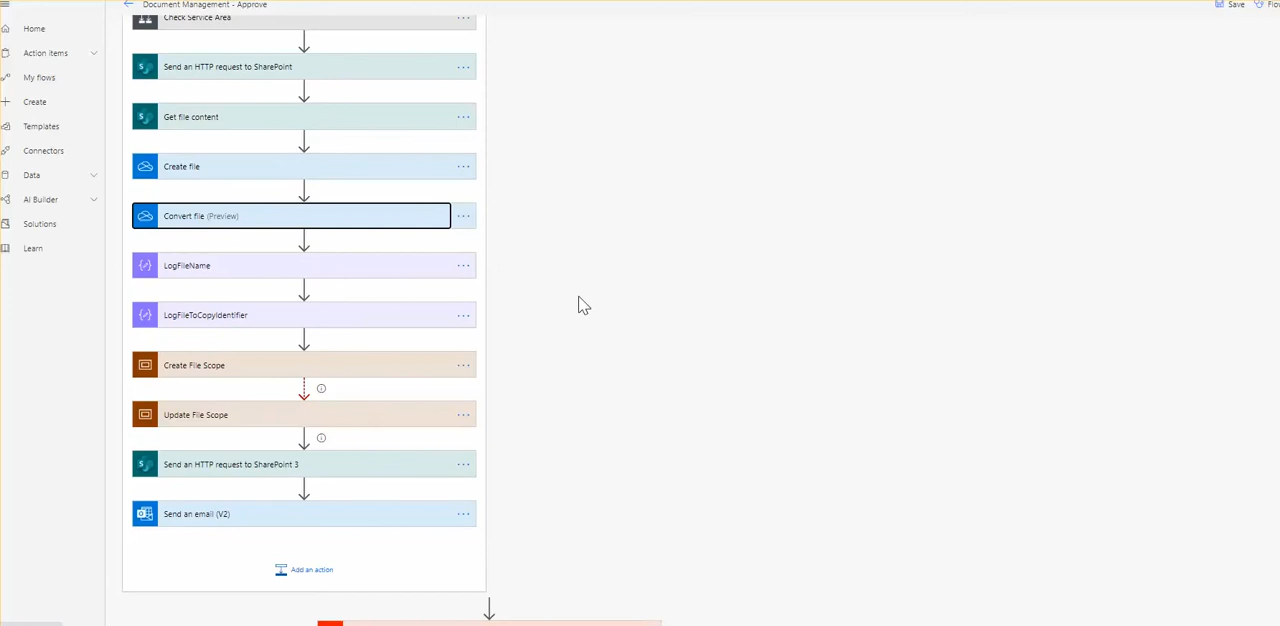 Document Management - Approve
Save
Flow
Home
Action items
My flows
Create
Templates
Connectors
Data
AI Builder
Solutions
Learn
Check Service Area
Send an HTTP request to SharePoint
Get file content
Create file
Convert file (Preview)
LogFileName
LogFileToCopyIdentifier
Create File Scope
Update File Scope
Send an HTTP request to SharePoint 3
Send an email (V2)
Add an action